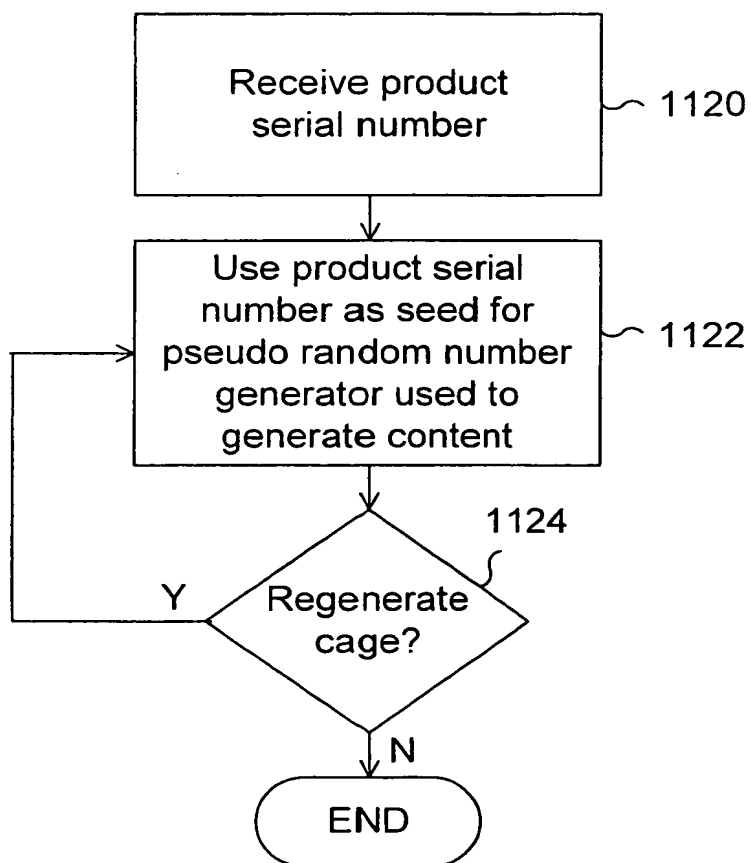 Receive product
serial number
1120
Use product serial
number as seed for
pseudo random number
generator used to
generate content
1122
1124
Regenerate
cage?
Y
N
END